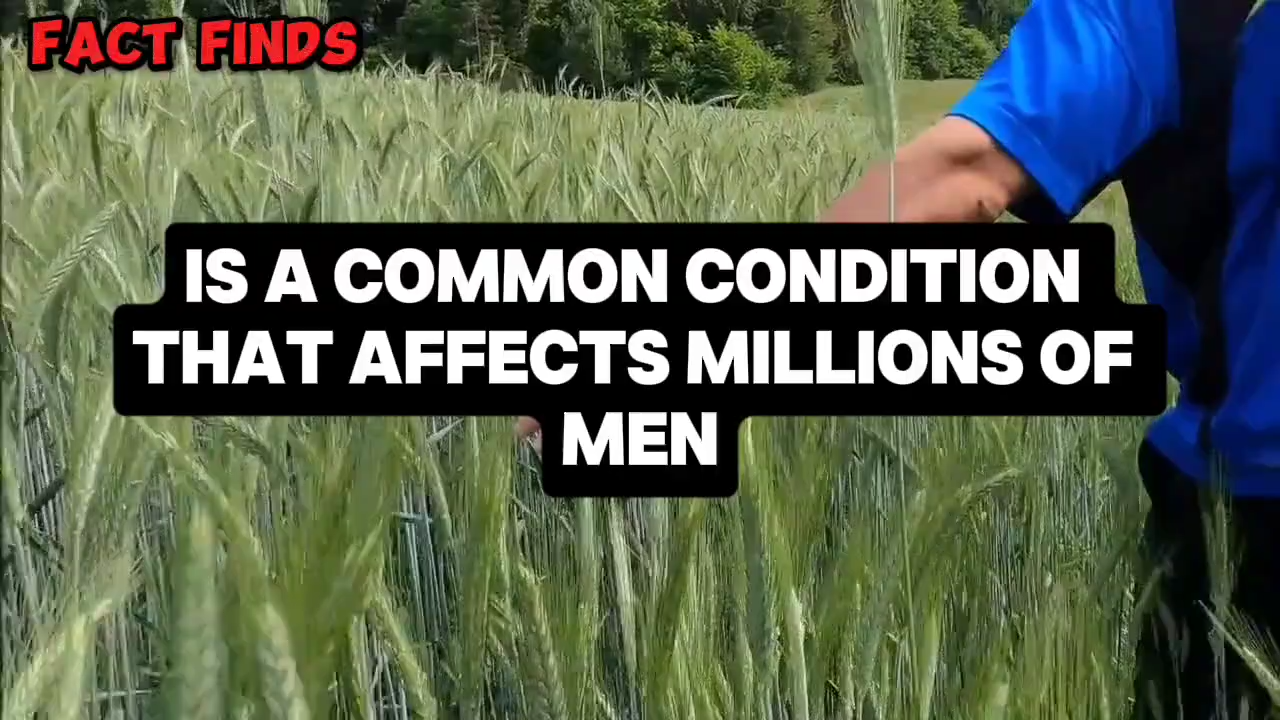 FACT FINDS
IS A COMMON CONDITION
THAT AFFECTS MILLIONS OF
MEN